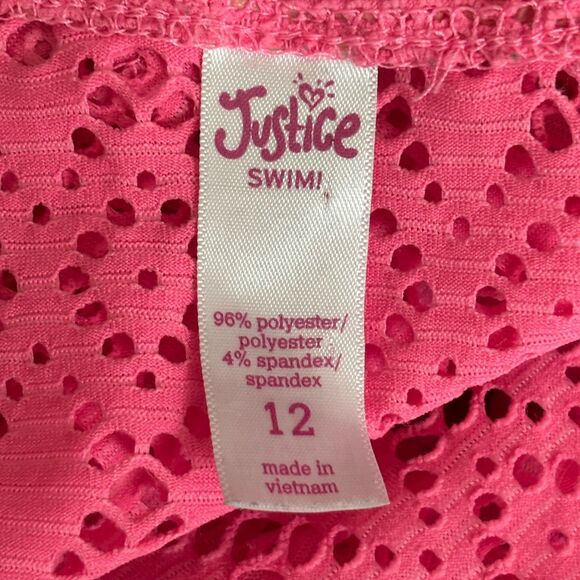 Justice
SWIM!
96% polyester/
polyester
4% spandex/
spandex
12
made in
vietnam